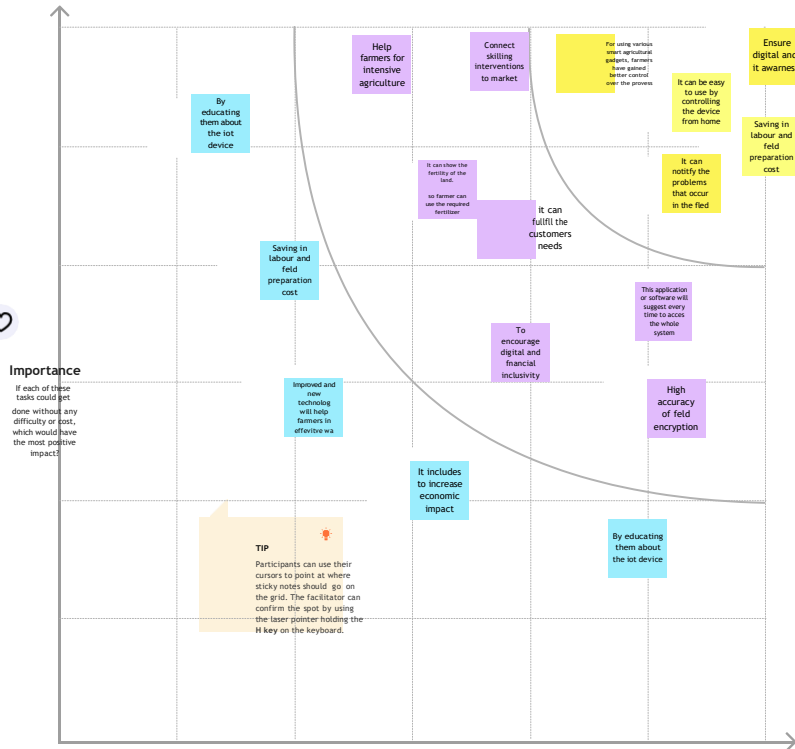 Help
farmers for
intensive
agriculture
Connect
skilling
interventions
to market
For using various
smart agricultural
gadgets, farmers
have gained
better control
over the provess
Ensure
digital and
it awarnes
It can be easy
to use by
controlling
the device
from home
By
educating
them about
the iot
device
Saving in
labour and
feld
preparation
cost
It can show the
fertility of the
land.
so farmer can
use the required
fertilizer
It can
notitfy the
problems
that occur
in the fled
it can
fullfll the
customers
needs
Saving in
labour and
feld
preparation
cost
This application
or software will
suggest every
time to acces
the whole
system
To
encourage
digital and
fnancial
inclusivity
Importance
If each of these
tasks could get
done without any
difficulty or cost,
which would have
the most positive
impact?
Improved and
new
technolog
will help
farmers in
effevitve wa
High
accuracy
of feld
encryption
It includes
to increase
economic
impact
By educating
them about
the iot device
TIP
Participants can use their
cursors to point at where
sticky notes should go on
the grid. The facilitator can
confirm the spot by using
the laser pointer holding the
H key on the keyboard.